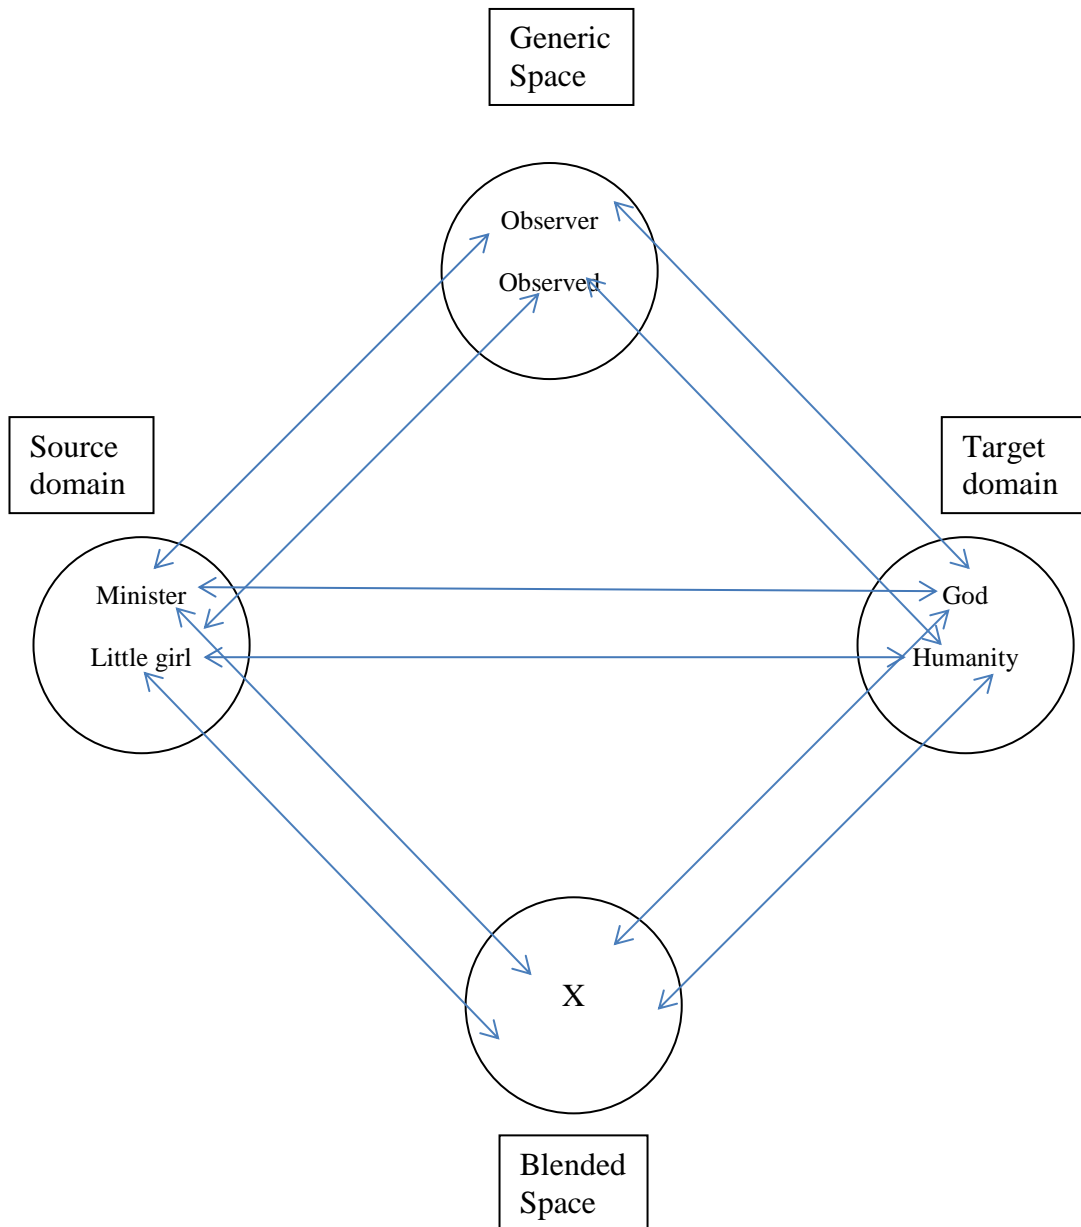 Generic
Space
Observer
Observed
Source
domain
Target
domain
Minister
God
Little girl
Humanity
X
Blended
Space